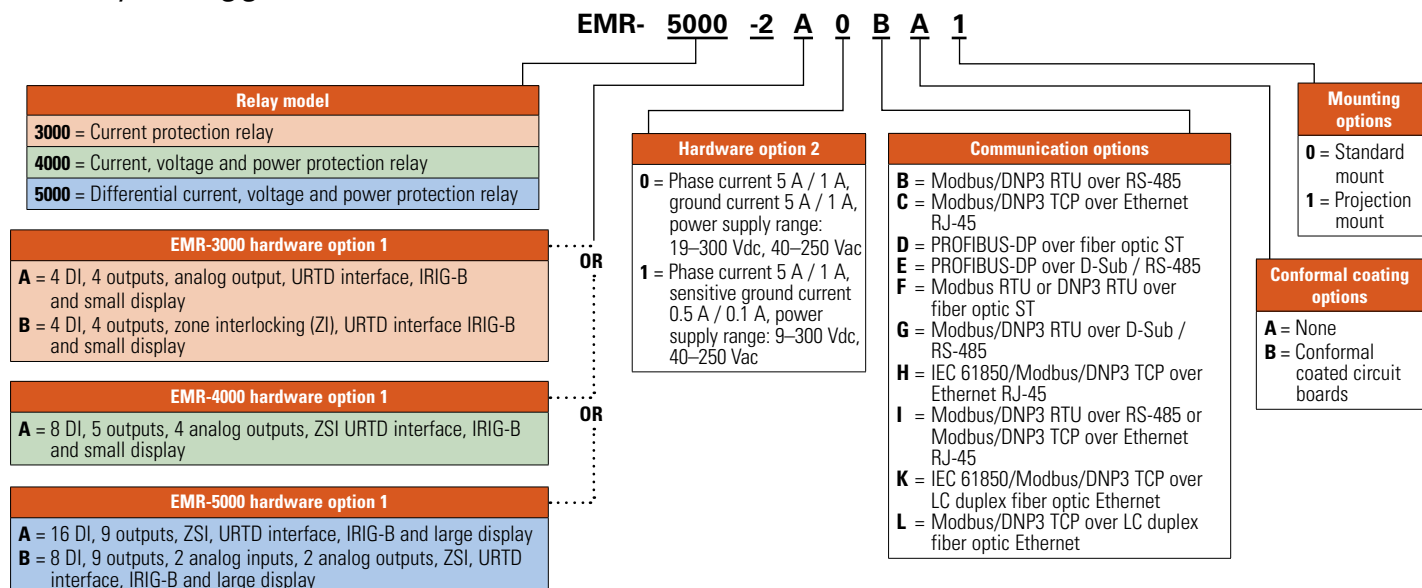 EMR- 5000 -2 A 0 B A 1
Relay model
3000 = Current protection relay
4000 = Current, voltage and power protection relay
5000 = Differential current, voltage and power protection relay
EMR-3000 hardware option 1
A = 4 DI, 4 outputs, analog output, URTD interface, IRIG-B
and small display
B = 4 DI, 4 outputs, zone interlocking (ZI), URTD interface IRIG-B
and small display
OR
EMR-4000 hardware option 1
A = 8 DI, 5 outputs, 4 analog outputs, ZSI URTD interface, IRIG-B
and small display
OR
EMR-5000 hardware option 1
A = 16 DI, 9 outputs, ZSI, URTD interface, IRIG-B and large display
B = 8 DI, 9 outputs, 2 analog inputs, 2 analog outputs, ZSI, URTD
interface, IRIG-B and large display
Hardware option 2
0 = Phase current 5 A / 1 A,
ground current 5 A / 1 A,
power supply range:
19–300 Vdc, 40–250 Vac
1 = Phase current 5 A / 1 A,
sensitive ground current
0.5 A / 0.1 A, power
supply range: 9–300 Vdc,
40–250 Vac
Communication options
B = Modbus/DNP3 RTU over RS-485
C = Modbus/DNP3 TCP over Ethernet
RJ-45
D = PROFIBUS-DP over fiber optic ST
E = PROFIBUS-DP over D-Sub / RS-485
F = Modbus RTU or DNP3 RTU over
fiber optic ST
G = Modbus/DNP3 RTU over D-Sub /
RS-485
H = IEC 61850/Modbus/DNP3 TCP over
Ethernet RJ-45
I = Modbus/DNP3 RTU over RS-485 or
Modbus/DNP3 TCP over Ethernet
RJ-45
K = IEC 61850/Modbus/DNP3 TCP over
LC duplex fiber optic Ethernet
L = Modbus/DNP3 TCP over LC duplex
fiber optic Ethernet
Conformal coating
options
A = None
B = Conformal
coated circuit
boards
Mounting
options
0 = Standard
mount
1 = Projection
mount